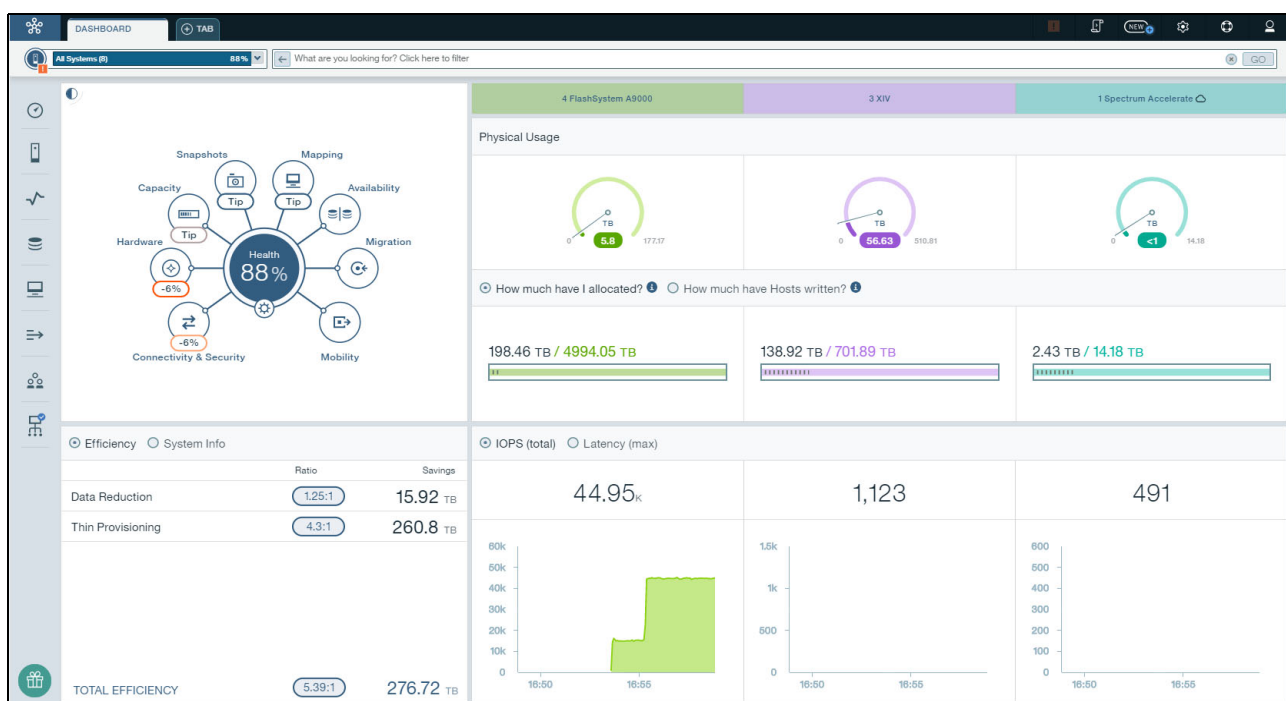 DASHBOARD
TAB
NEW
All Systems (8) 88%
What are you looking for? Click here to filter
GO
4 FlashSystem A9000
3 XIV
1 Spectrum Accelerate
Snapshots
Tip
Mapping
Tip
Capacity
Tip
Availability
Hardware
-6%
Migration
Health
88%
-6%
Connectivity & Security
Mobility
Physical Usage
TB
0 5.8 177.17
TB
0 56.63 510.81
TB
0 <1 14.18
How much have I allocated? How much have Hosts written?
198.46 TB / 4994.05 TB
138.92 TB / 701.89 TB
2.43 TB / 14.18 TB
Efficiency System Info
Ratio Savings
Data Reduction 1.25:1 15.92 TB
Thin Provisioning 4.3:1 260.8 TB
TOTAL EFFICIENCY 5.39:1 276.72 TB
IOPS (total) Latency (max)
44.95K
60k
50k
40k
30k
20k
10k
0
16:50 16:55
1,123
1.5k
1k
500
0
16:50 16:55
491
600
500
400
300
200
100
0
16:50 16:55